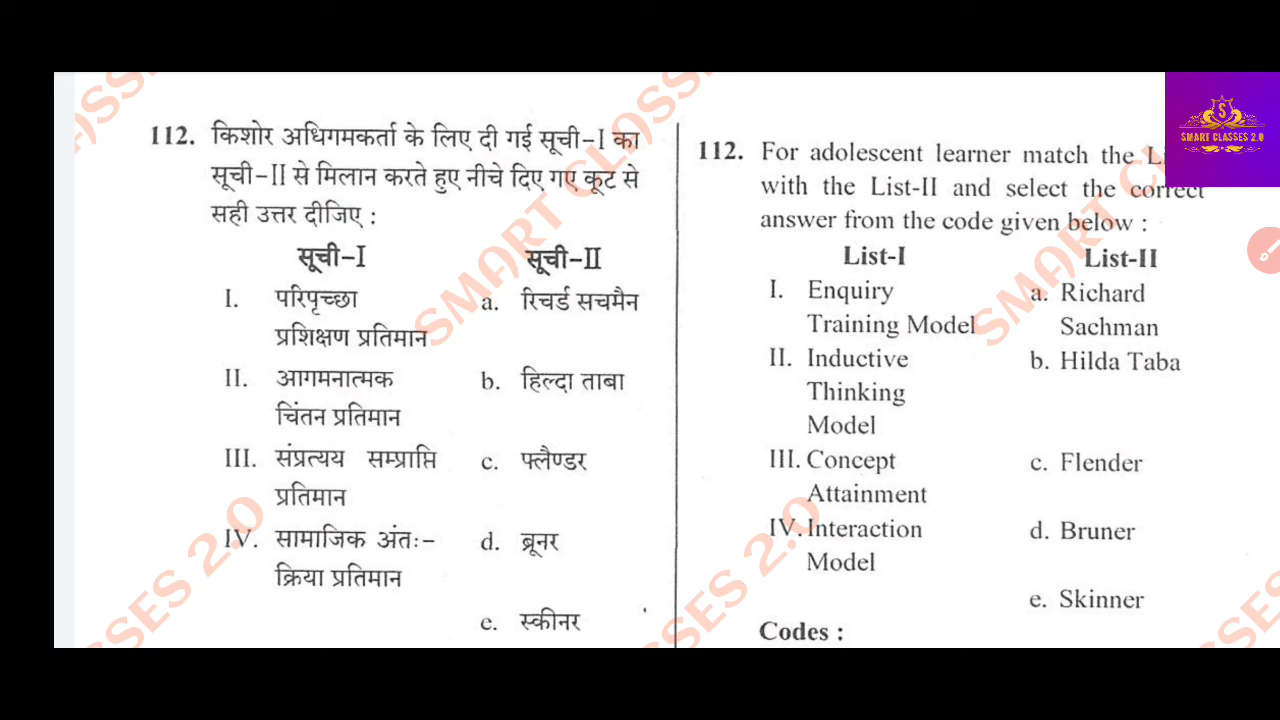 SMART CLASSES 2.0
112. किशोर अधिगमकर्ता के लिए दी गई सूची-I का
सूची-II से मिलान करते हुए नीचे दिए गए कूट से
सही उत्तर दीजिए :
सूची-I सूची-II
I. परिपृच्छा a. रिचर्ड सचमैन
प्रशिक्षण प्रतिमान
II. आगमनात्मक b. हिल्दा ताबा
चिंतन प्रतिमान
III. संप्रत्यय सम्प्राप्ति c. फ्लैण्डर
प्रतिमान
IV. सामाजिक अंतः- d. ब्रूनर
क्रिया प्रतिमान
e. स्कीनर
112. For adolescent learner match the
with the List-II and select the correct
answer from the code given below :
List-I List-II
I. Enquiry a. Richard
Training Model Sachman
II. Inductive b. Hilda Taba
Thinking
Model
III. Concept c. Flender
Attainment
IV. Interaction d. Bruner
Model
e. Skinner
Codes :